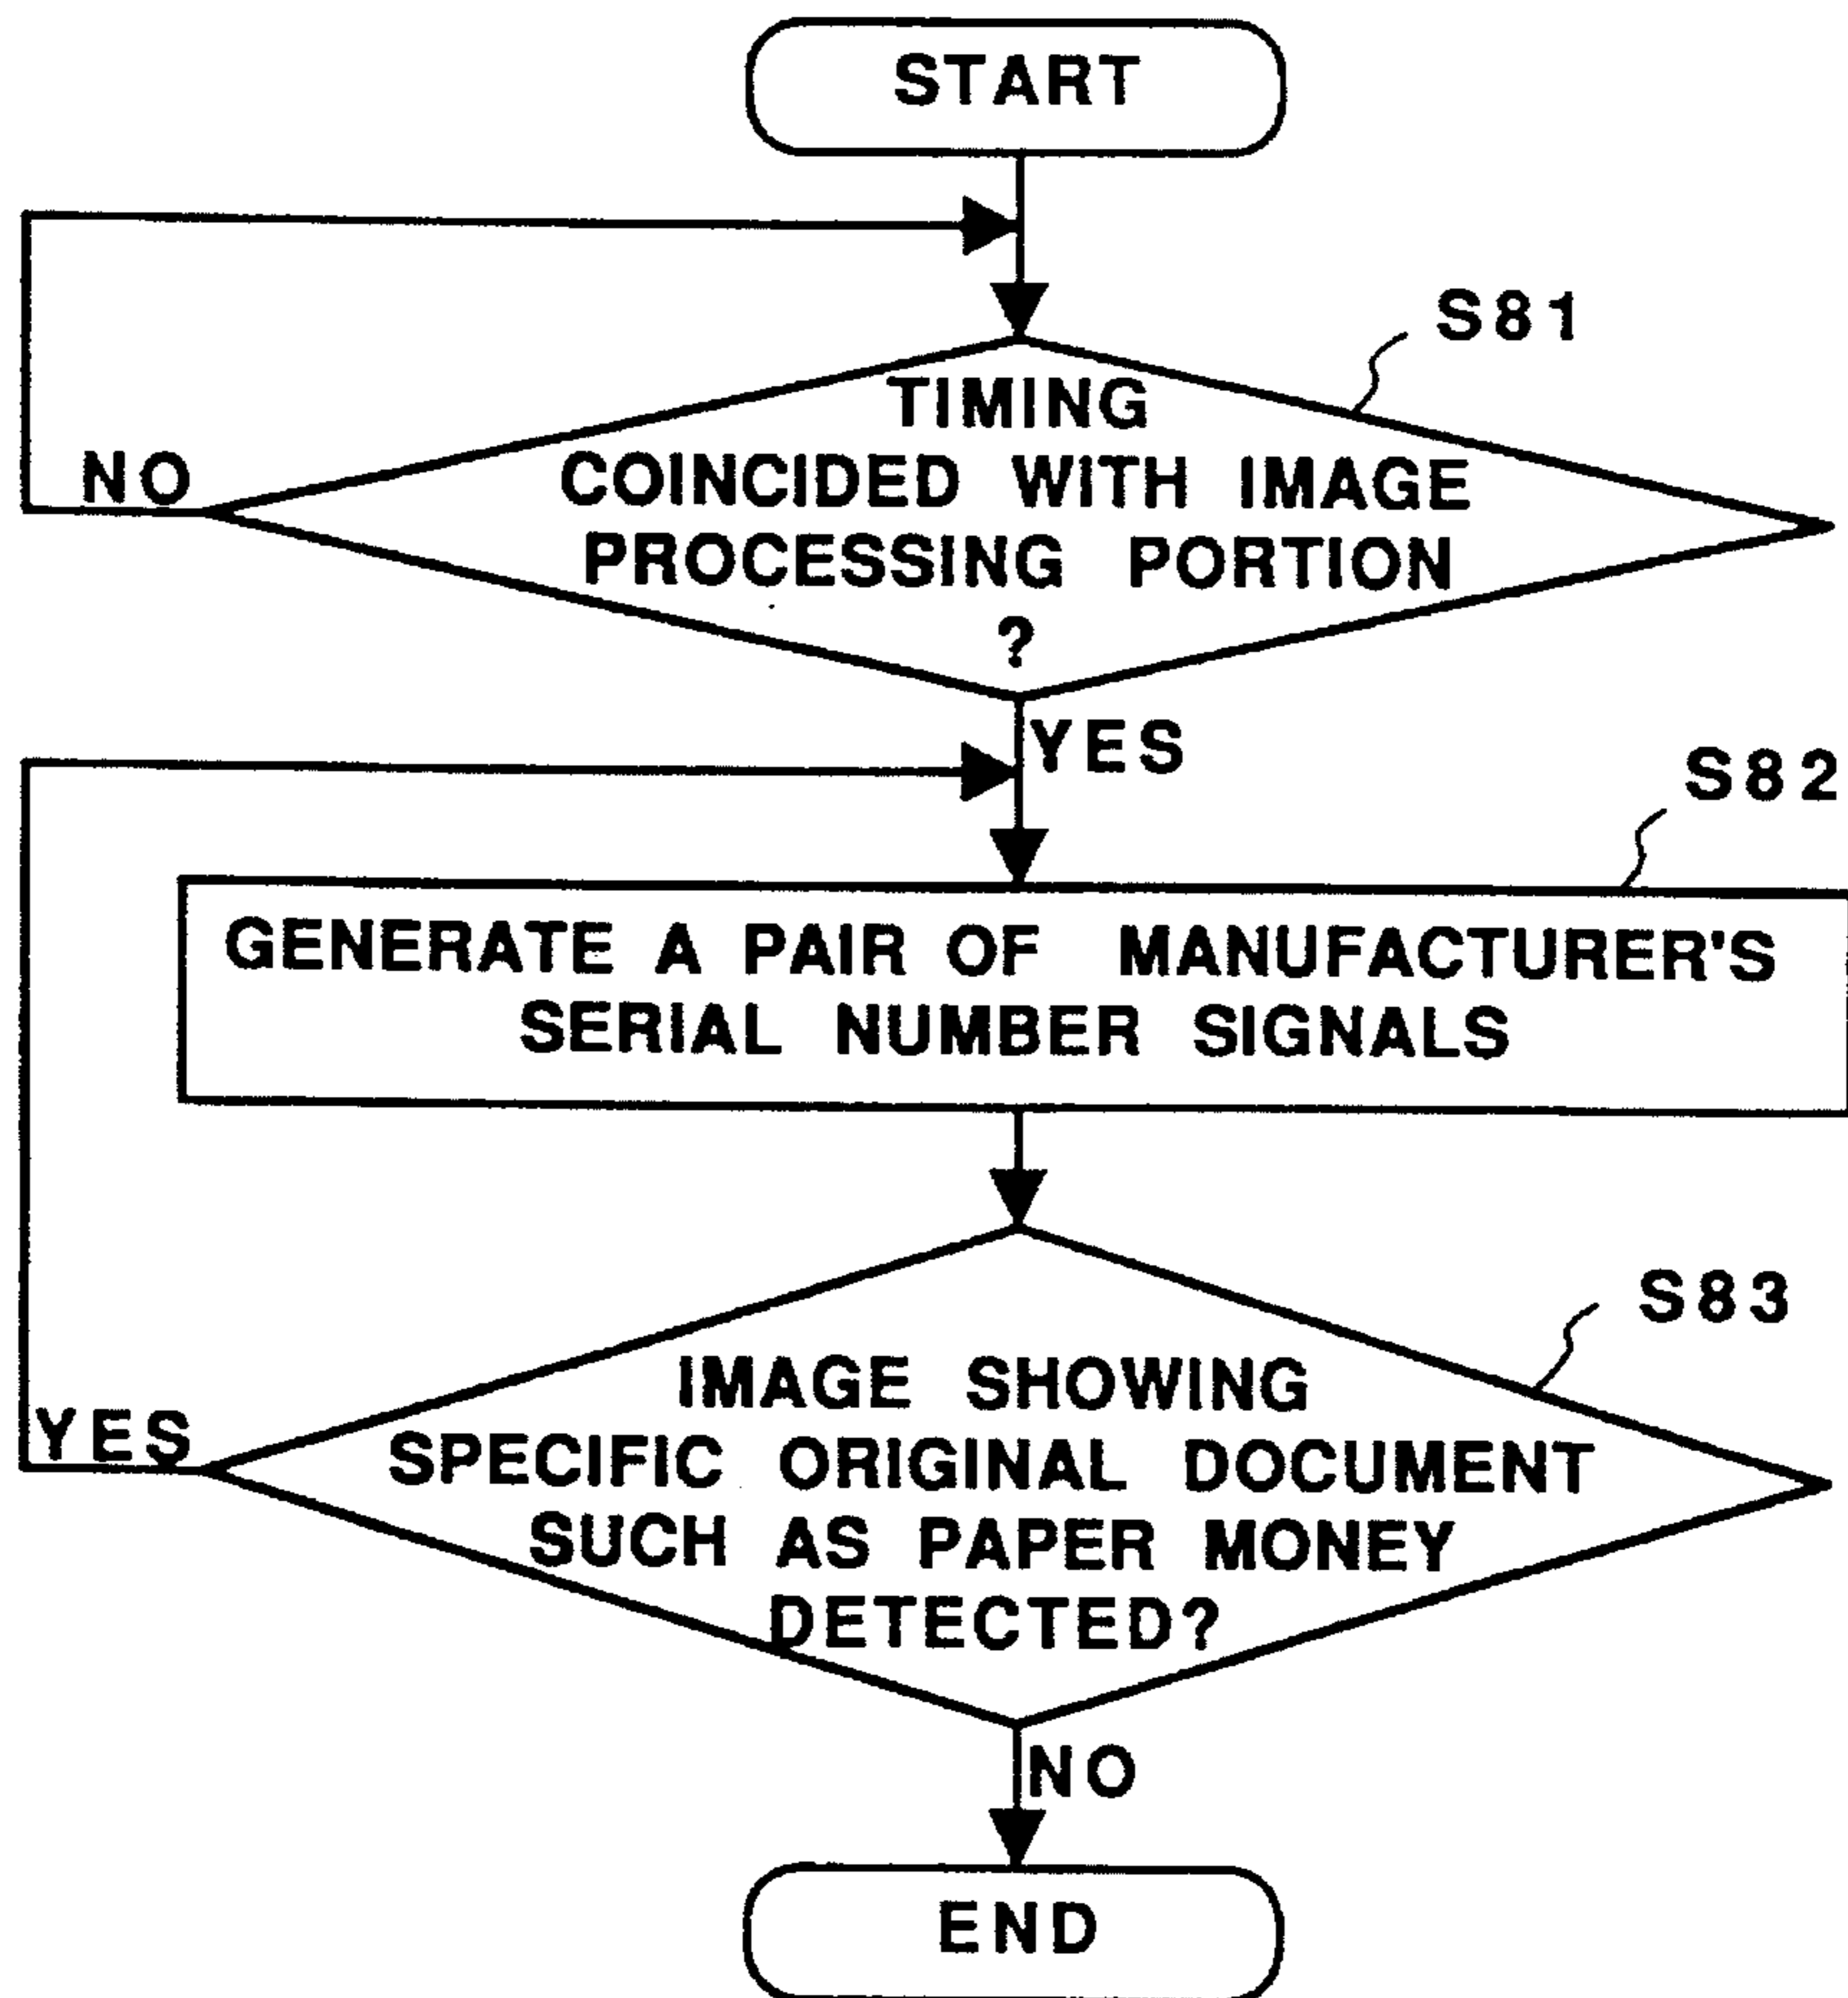 START
S81
TIMING
COINCIDED WITH IMAGE
PROCESSING PORTION
?
NO
YES
S82
GENERATE A PAIR OF MANUFACTURER'S
SERIAL NUMBER SIGNALS
S83
IMAGE SHOWING
SPECIFIC ORIGINAL DOCUMENT
SUCH AS PAPER MONEY
DETECTED?
YES
NO
END